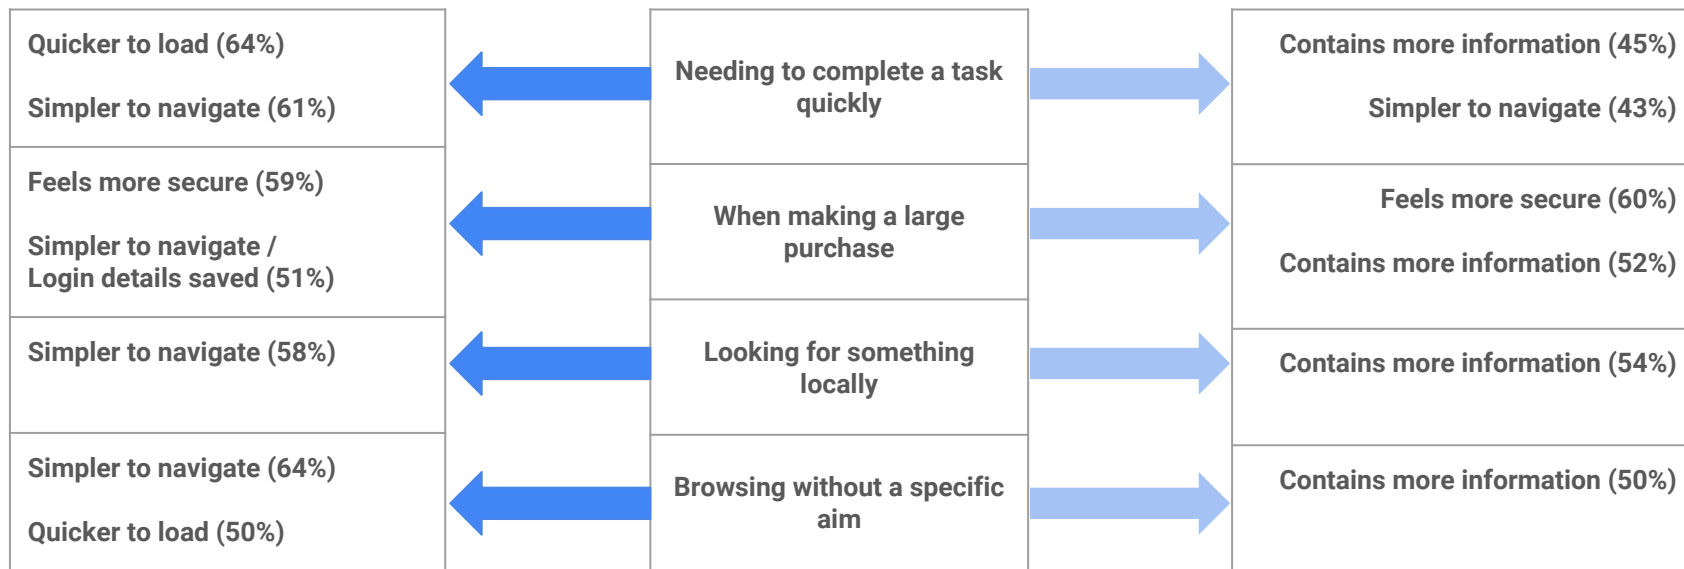 Quicker to load (64%)
Simpler to navigate (61%)
Needing to complete a task
quickly
Contains more information (45%)
Simpler to navigate (43%)
Feels more secure (59%)
Simpler to navigate /
Login details saved (51%)
When making a large
purchase
Feels more secure (60%)
Contains more information (52%)
Simpler to navigate (58%)
Looking for something
locally
Contains more information (54%)
Simpler to navigate (64%)
Quicker to load (50%)
Browsing without a specific
aim
Contains more information (50%)